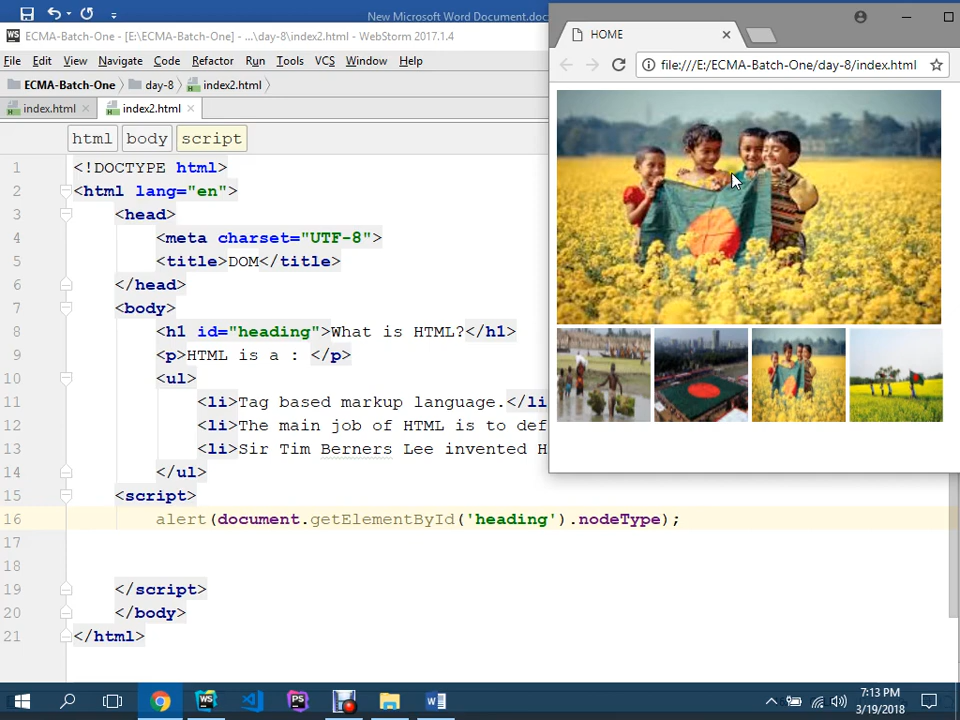 New Microsoft Word Document.doc
ECMA-Batch-One - [E:\ECMA-Batch-One] - ...\day-8\index2.html - WebStorm 2017.1.4
File Edit View Navigate Code Refactor Run Tools VCS Window Help
ECMA-Batch-One day-8 index2.html
index.html index2.html
html body script
1 <!DOCTYPE html>
2 <html lang="en">
3 <head>
4 <meta charset="UTF-8">
5 <title>DOM</title>
6 </head>
7 <body>
8 <h1 id="heading">What is HTML?</h1>
9 <p>HTML is a : </p>
10 <ul>
11 <li>Tag based markup language.</li
12 <li>The main job of HTML is to def
13 <li>Sir Tim Berners Lee invented H
14 </ul>
15 <script>
16 alert(document.getElementById('heading').nodeType);
17
18
19 </script>
20 </body>
21 </html>
HOME
file:///E:/ECMA-Batch-One/day-8/index.html
7:13 PM
3/19/2018